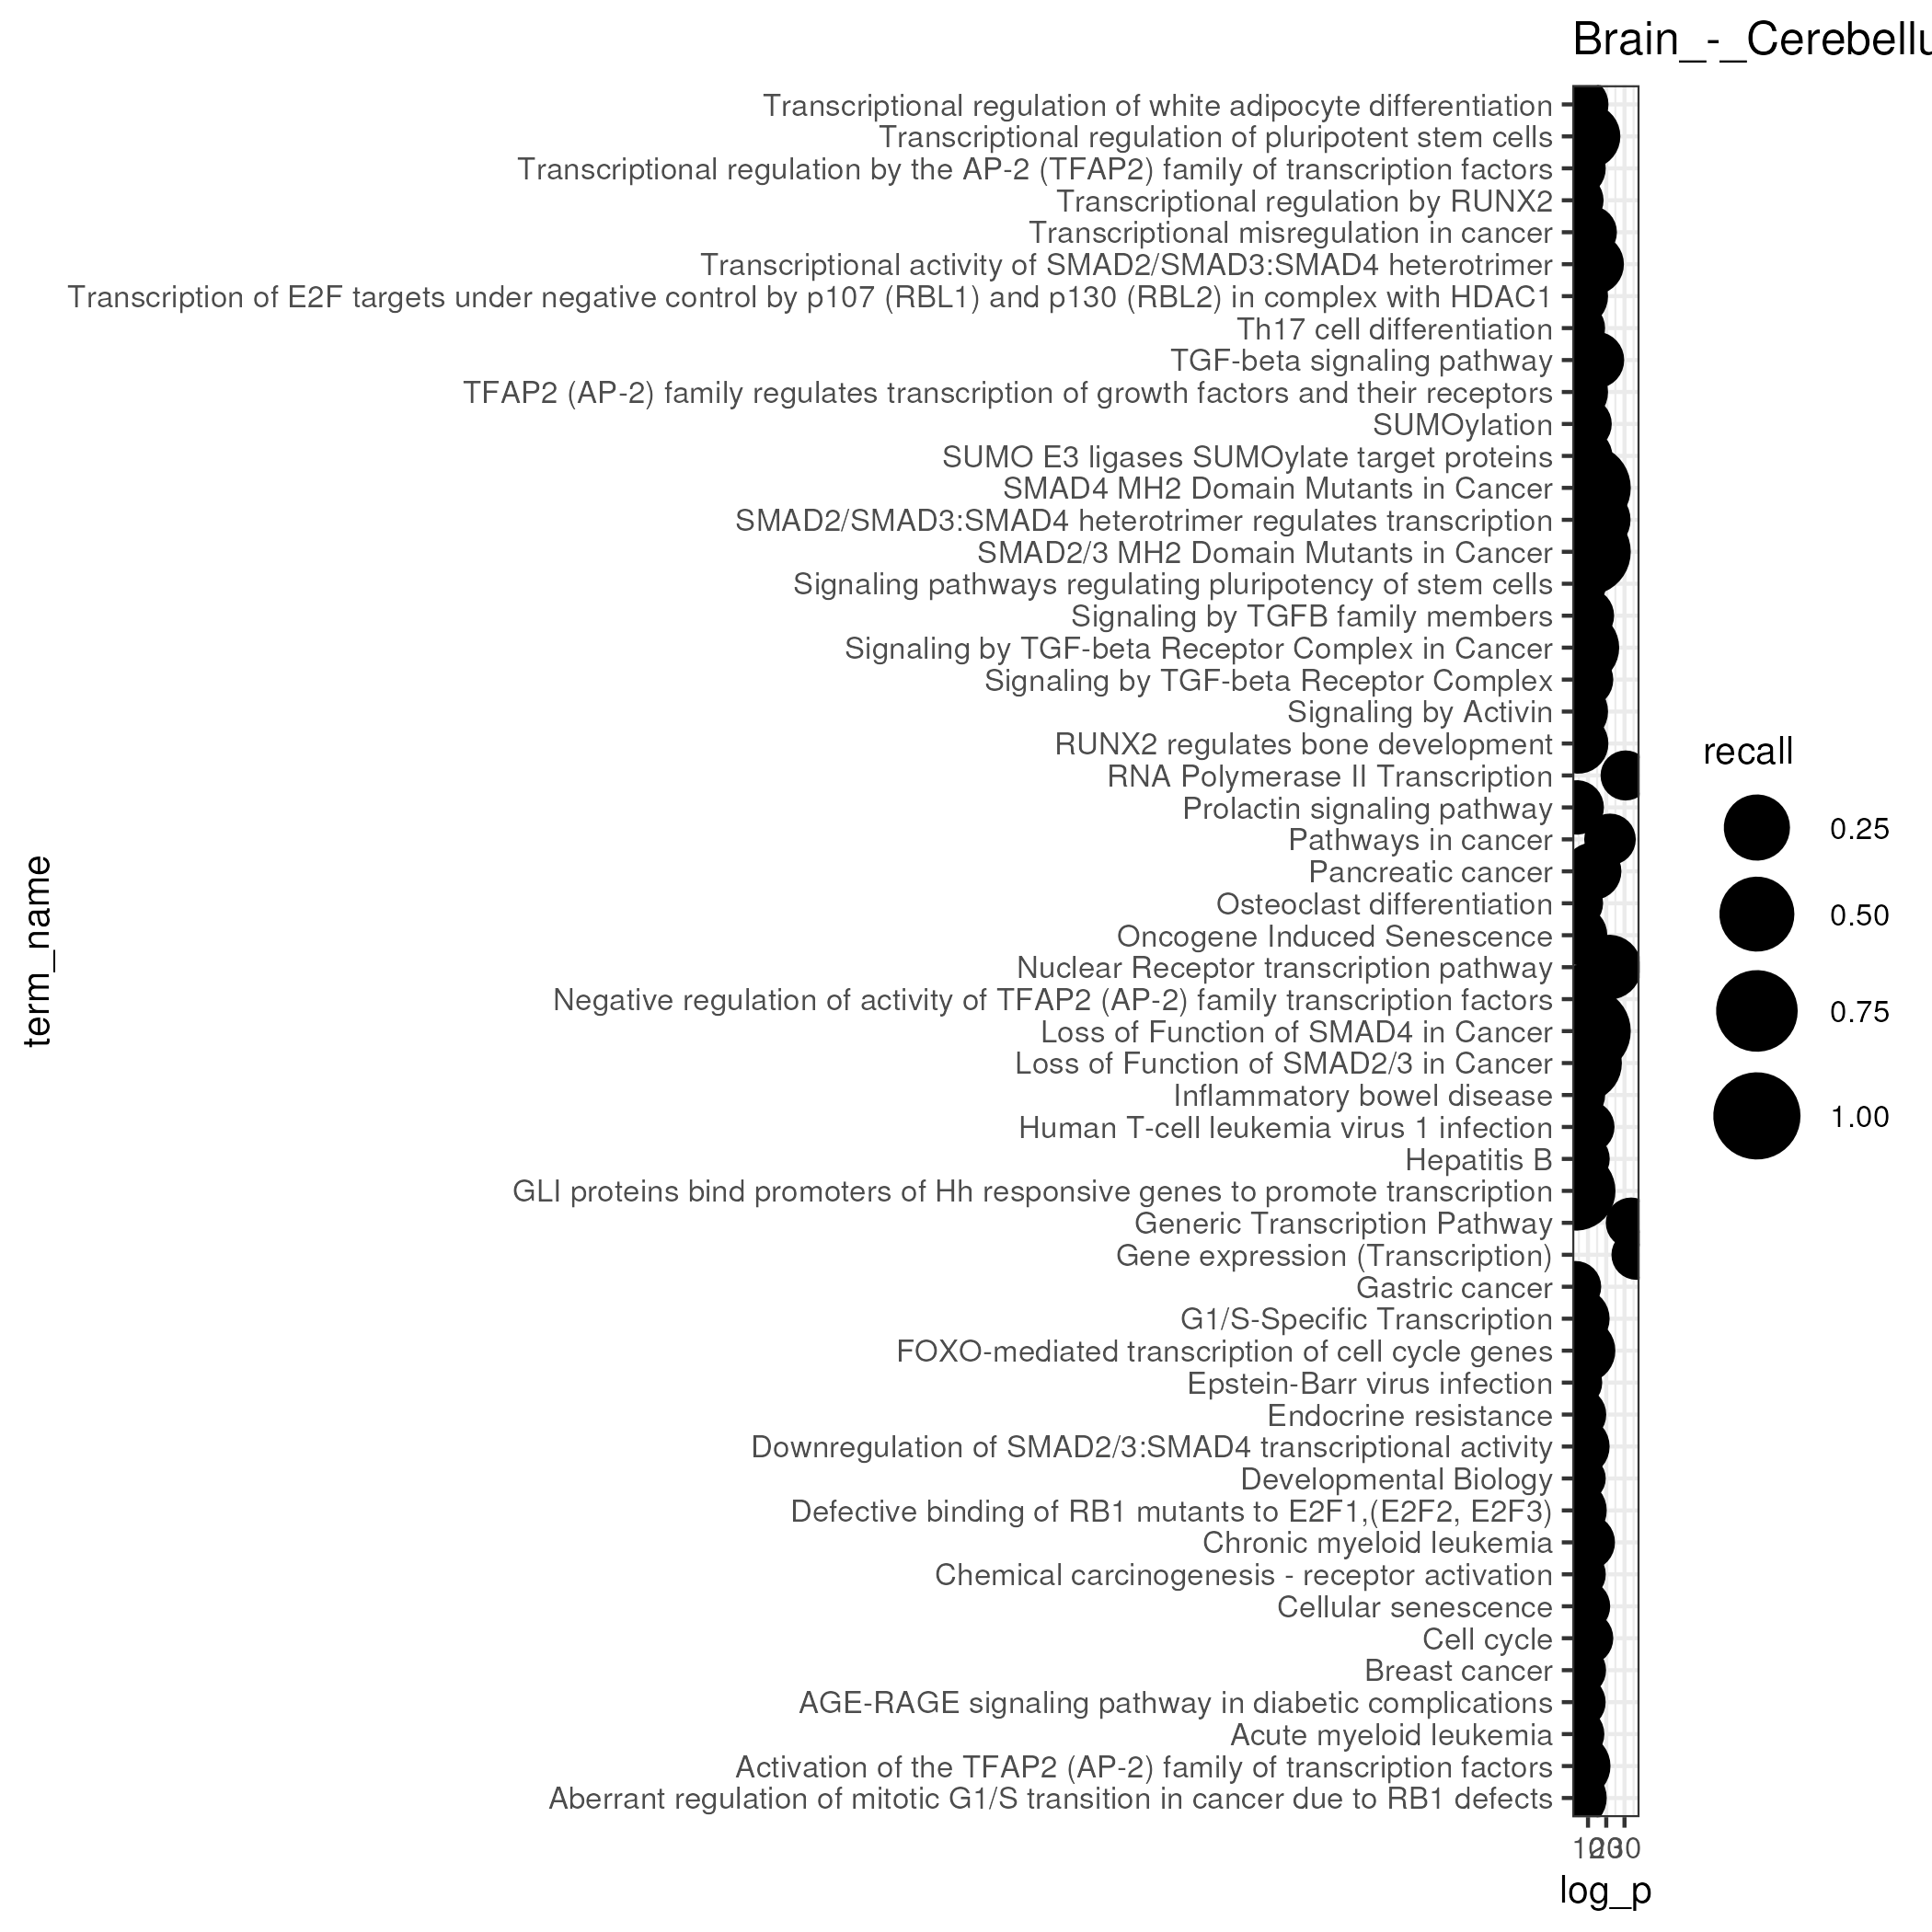 Brain_-_Cerebellu
Transcriptional regulation of white adipocyte differentiation
Transcriptional regulation of pluripotent stem cells
Transcriptional regulation by the AP-2 (TFAP2) family of transcription factors
Transcriptional regulation by RUNX2
Transcriptional misregulation in cancer
Transcriptional activity of SMAD2/SMAD3:SMAD4 heterotrimer
Transcription of E2F targets under negative control by p107 (RBL1) and p130 (RBL2) in complex with HDAC1
Th17 cell differentiation
TGF-beta signaling pathway
TFAP2 (AP-2) family regulates transcription of growth factors and their receptors
SUMOylation
SUMO E3 ligases SUMOylate target proteins
SMAD4 MH2 Domain Mutants in Cancer
SMAD2/SMAD3:SMAD4 heterotrimer regulates transcription
SMAD2/3 MH2 Domain Mutants in Cancer
Signaling pathways regulating pluripotency of stem cells
Signaling by TGFB family members
Signaling by TGF-beta Receptor Complex in Cancer
Signaling by TGF-beta Receptor Complex
Signaling by Activin
RUNX2 regulates bone development
RNA Polymerase II Transcription
Prolactin signaling pathway
Pathways in cancer
Pancreatic cancer
Osteoclast differentiation
Oncogene Induced Senescence
Nuclear Receptor transcription pathway
Negative regulation of activity of TFAP2 (AP-2) family transcription factors
Loss of Function of SMAD4 in Cancer
Loss of Function of SMAD2/3 in Cancer
Inflammatory bowel disease
Human T-cell leukemia virus 1 infection
Hepatitis B
GLI proteins bind promoters of Hh responsive genes to promote transcription
Generic Transcription Pathway
Gene expression (Transcription)
Gastric cancer
G1/S-Specific Transcription
FOXO-mediated transcription of cell cycle genes
Epstein-Barr virus infection
Endocrine resistance
Downregulation of SMAD2/3:SMAD4 transcriptional activity
Developmental Biology
Defective binding of RB1 mutants to E2F1,(E2F2, E2F3)
Chronic myeloid leukemia
Chemical carcinogenesis - receptor activation
Cellular senescence
Cell cycle
Breast cancer
AGE-RAGE signaling pathway in diabetic complications
Acute myeloid leukemia
Activation of the TFAP2 (AP-2) family of transcription factors
Aberrant regulation of mitotic G1/S transition in cancer due to RB1 defects
term_name
10 20 30
log_p
recall
0.25
0.50
0.75
1.00